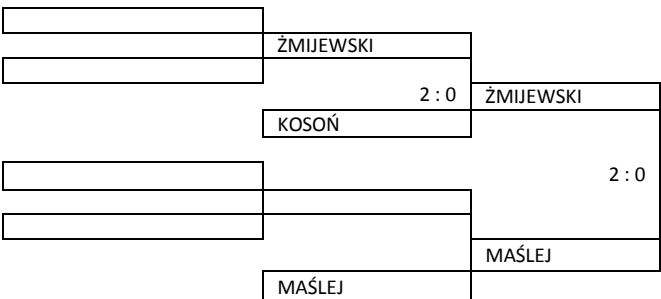 ŻMIJEWSKI
2 : 0
ŻMIJEWSKI
KOSOŃ
2 : 0
MAŚLEJ
MAŚLEJ